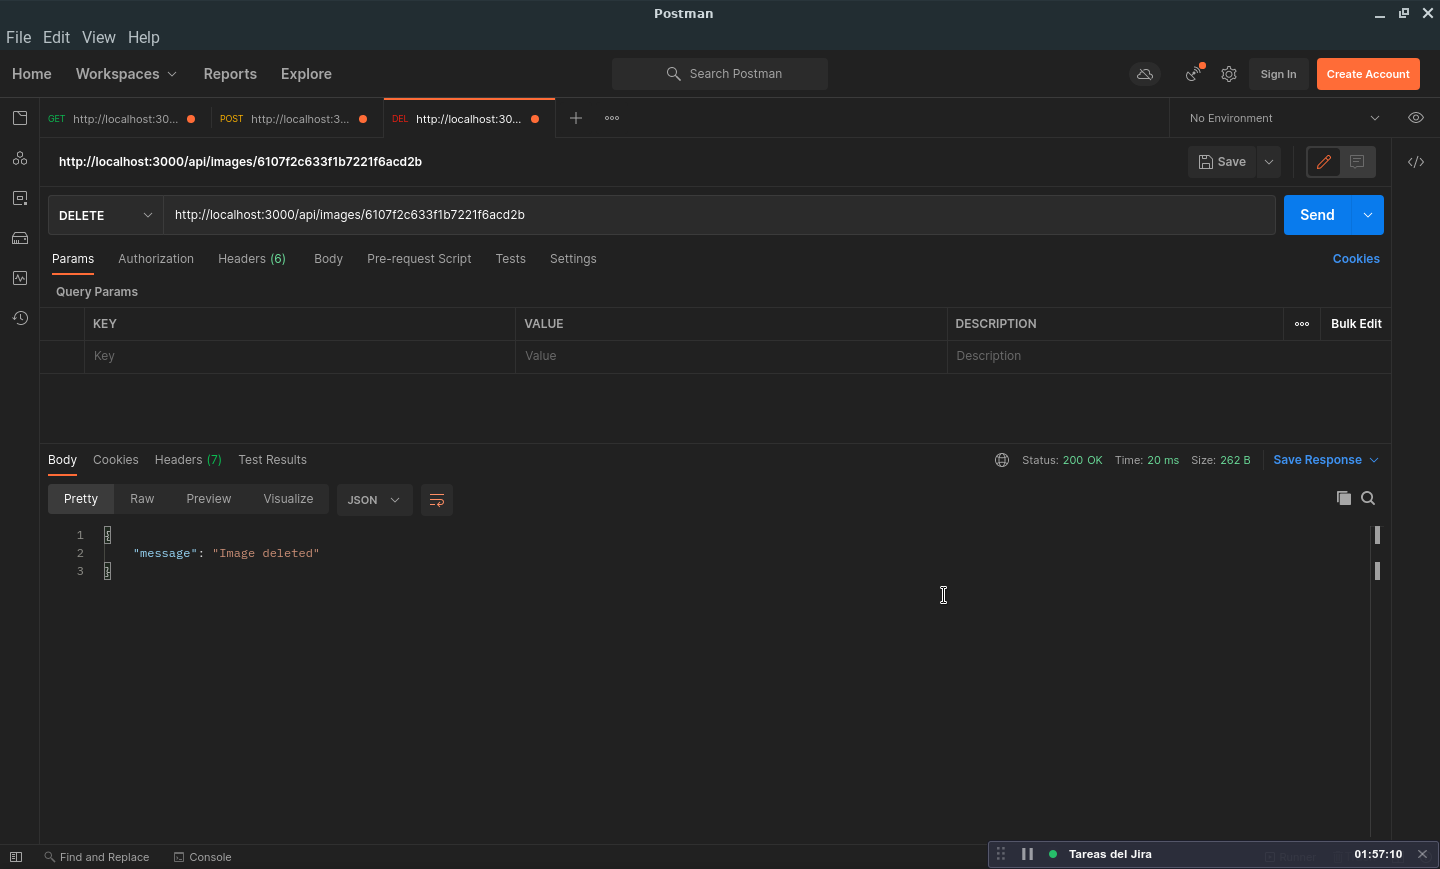 Postman
File Edit View Help
Home Workspaces Reports Explore Search Postman Sign In Create Account
GET http://localhost:30... POST http://localhost:3... DEL http://localhost:30... No Environment
http://localhost:3000/api/images/6107f2c633f1b7221f6acd2b Save
DELETE http://localhost:3000/api/images/6107f2c633f1b7221f6acd2b Send
Params Authorization Headers (6) Body Pre-request Script Tests Settings Cookies
Query Params
KEY VALUE DESCRIPTION Bulk Edit
Key Value Description
Body Cookies Headers (7) Test Results Status: 200 OK Time: 20 ms Size: 262 B Save Response
Pretty Raw Preview Visualize JSON
1 {
2 "message": "Image deleted"
3 }
Find and Replace Console Tareas del Jira 01:57:10